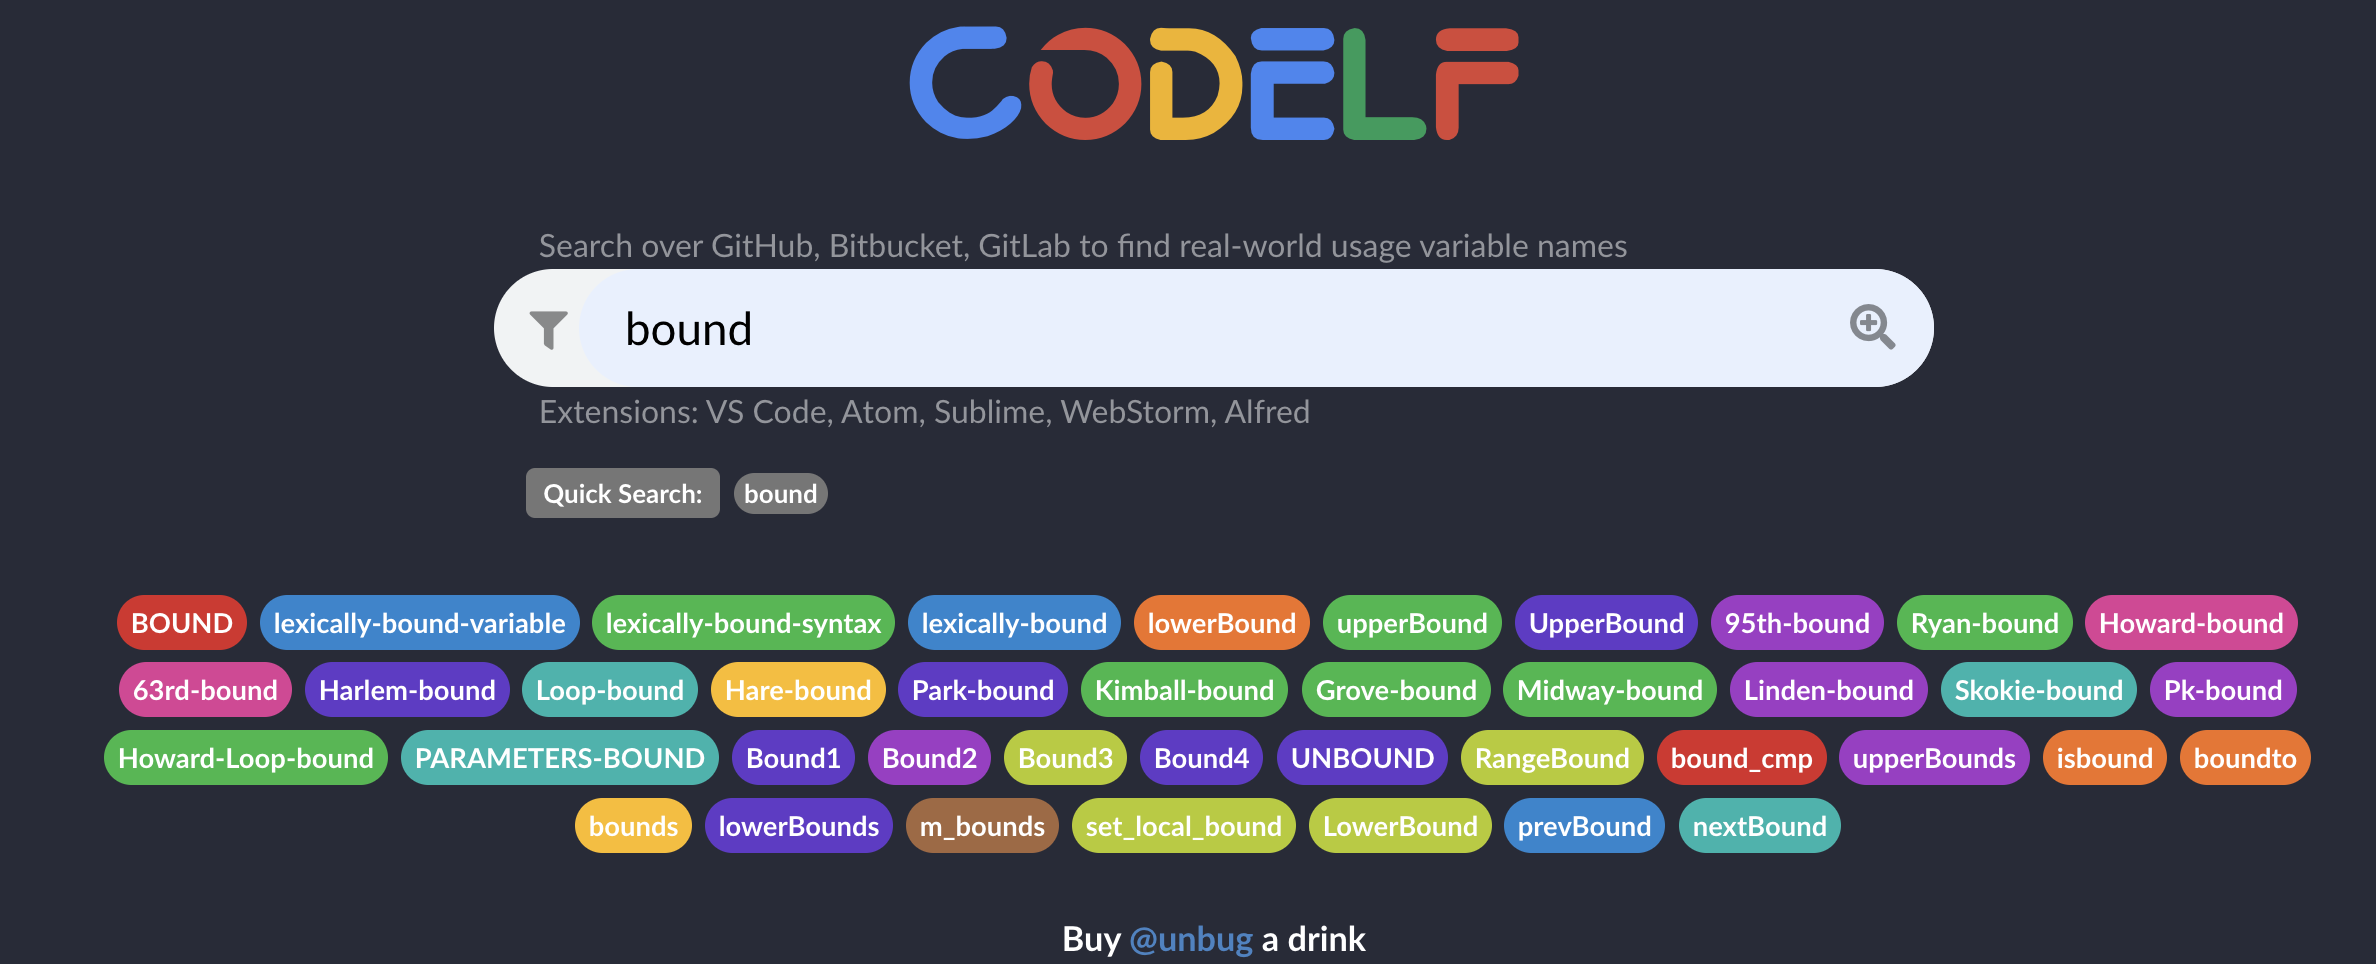 CODELF
Search over GitHub, Bitbucket, GitLab to find real-world usage variable names
bound
Extensions: VS Code, Atom, Sublime, WebStorm, Alfred
Quick Search: bound
BOUND lexically-bound-variable lexically-bound-syntax lexically-bound lowerBound upperBound UpperBound 95th-bound Ryan-bound Howard-bound
63rd-bound Harlem-bound Loop-bound Hare-bound Park-bound Kimball-bound Grove-bound Midway-bound Linden-bound Skokie-bound Pk-bound
Howard-Loop-bound PARAMETERS-BOUND Bound1 Bound2 Bound3 Bound4 UNBOUND RangeBound bound_cmp upperBounds isbound boundto
bounds lowerBounds m_bounds set_local_bound LowerBound prevBound nextBound
Buy @unbug a drink